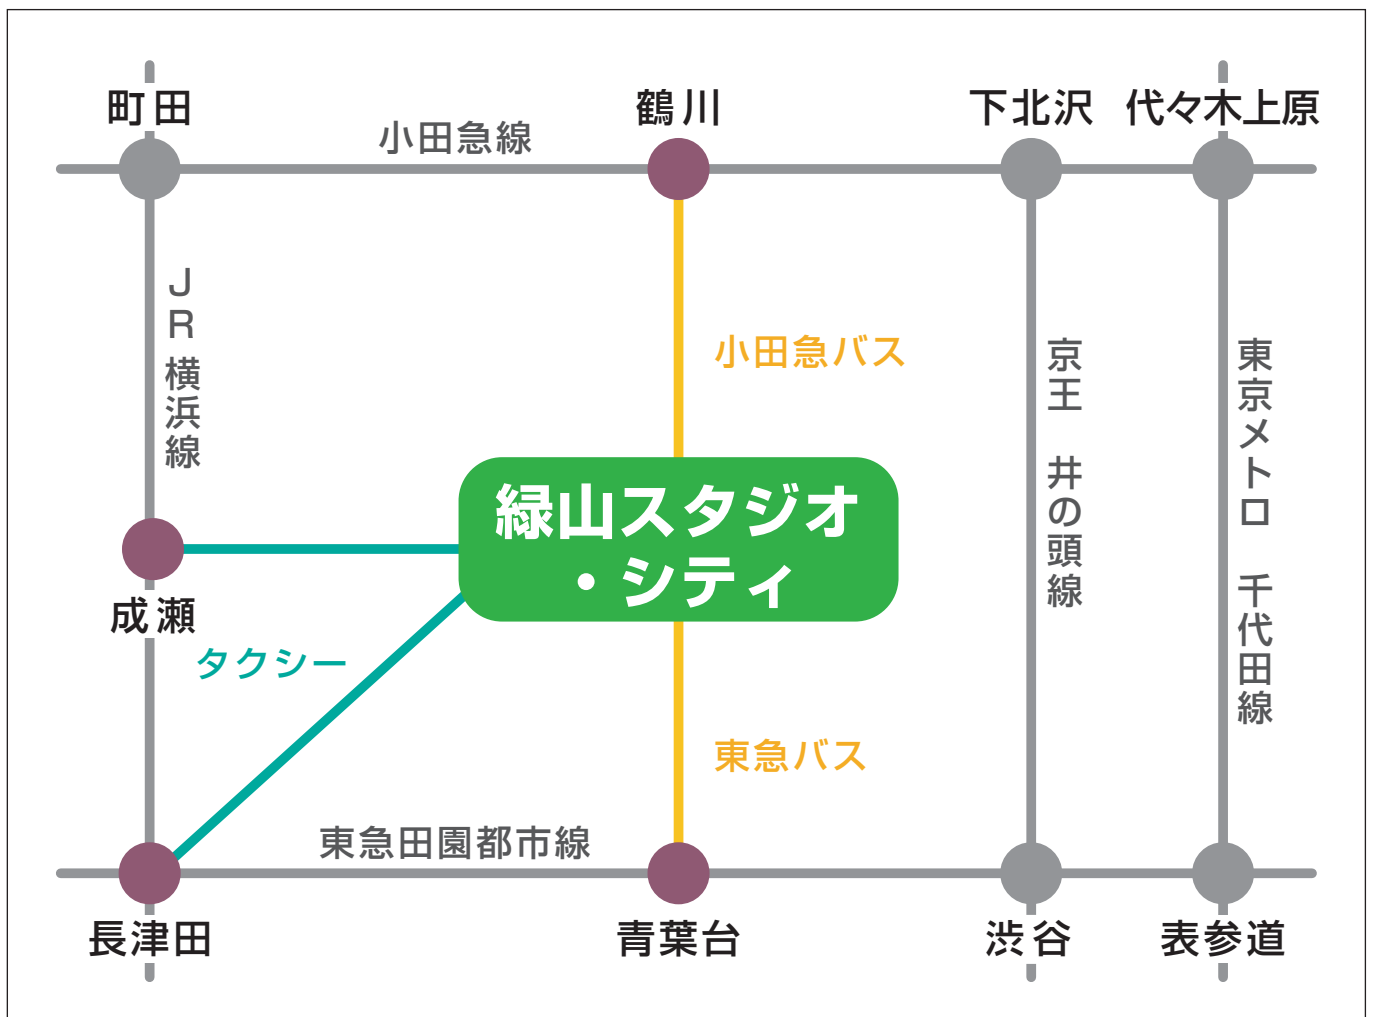 町田
鶴川
下北沢
代々木上原
小田急線
JR横浜線
小田急バス
京王 井の頭線
東京メトロ 千代田線
緑山スタジオ
・シティ
成瀬
タクシー
東急バス
東急田園都市線
長津田
青葉台
渋谷
表参道